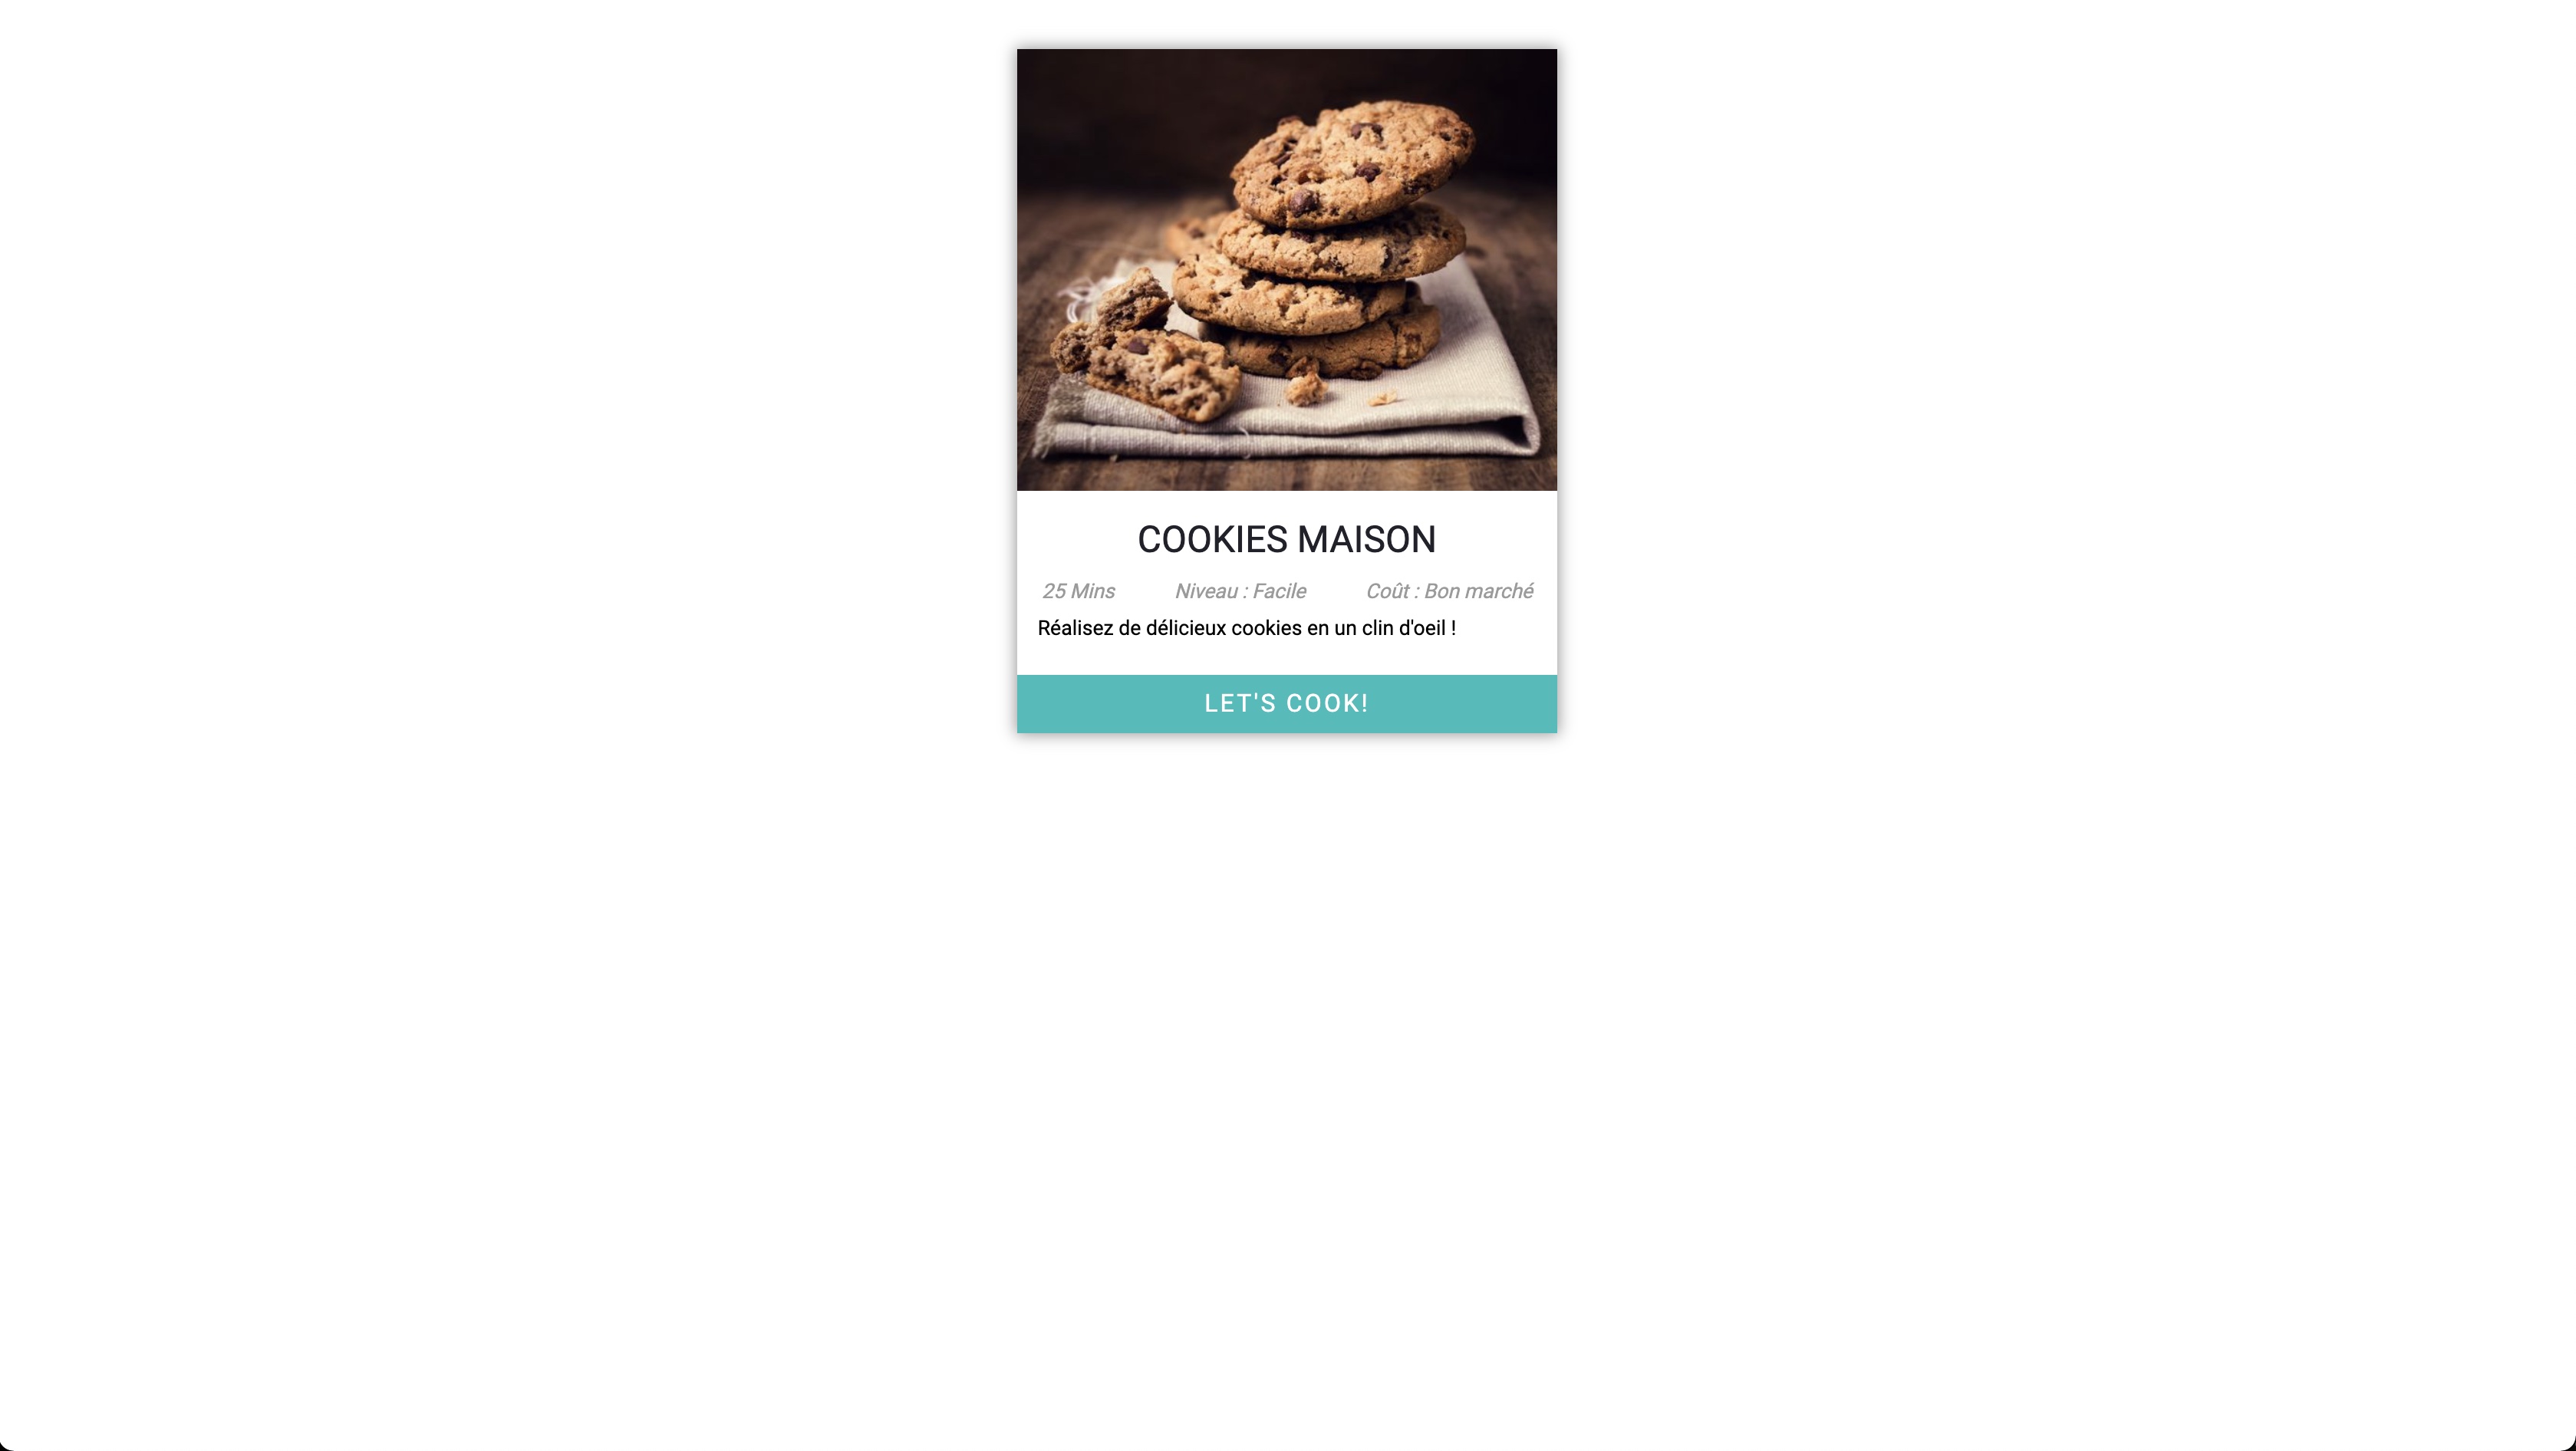 COOKIES MAISON
25 Mins Niveau : Facile Coût : Bon marché
Réalisez de délicieux cookies en un clin d'oeil !
LET'S COOK!